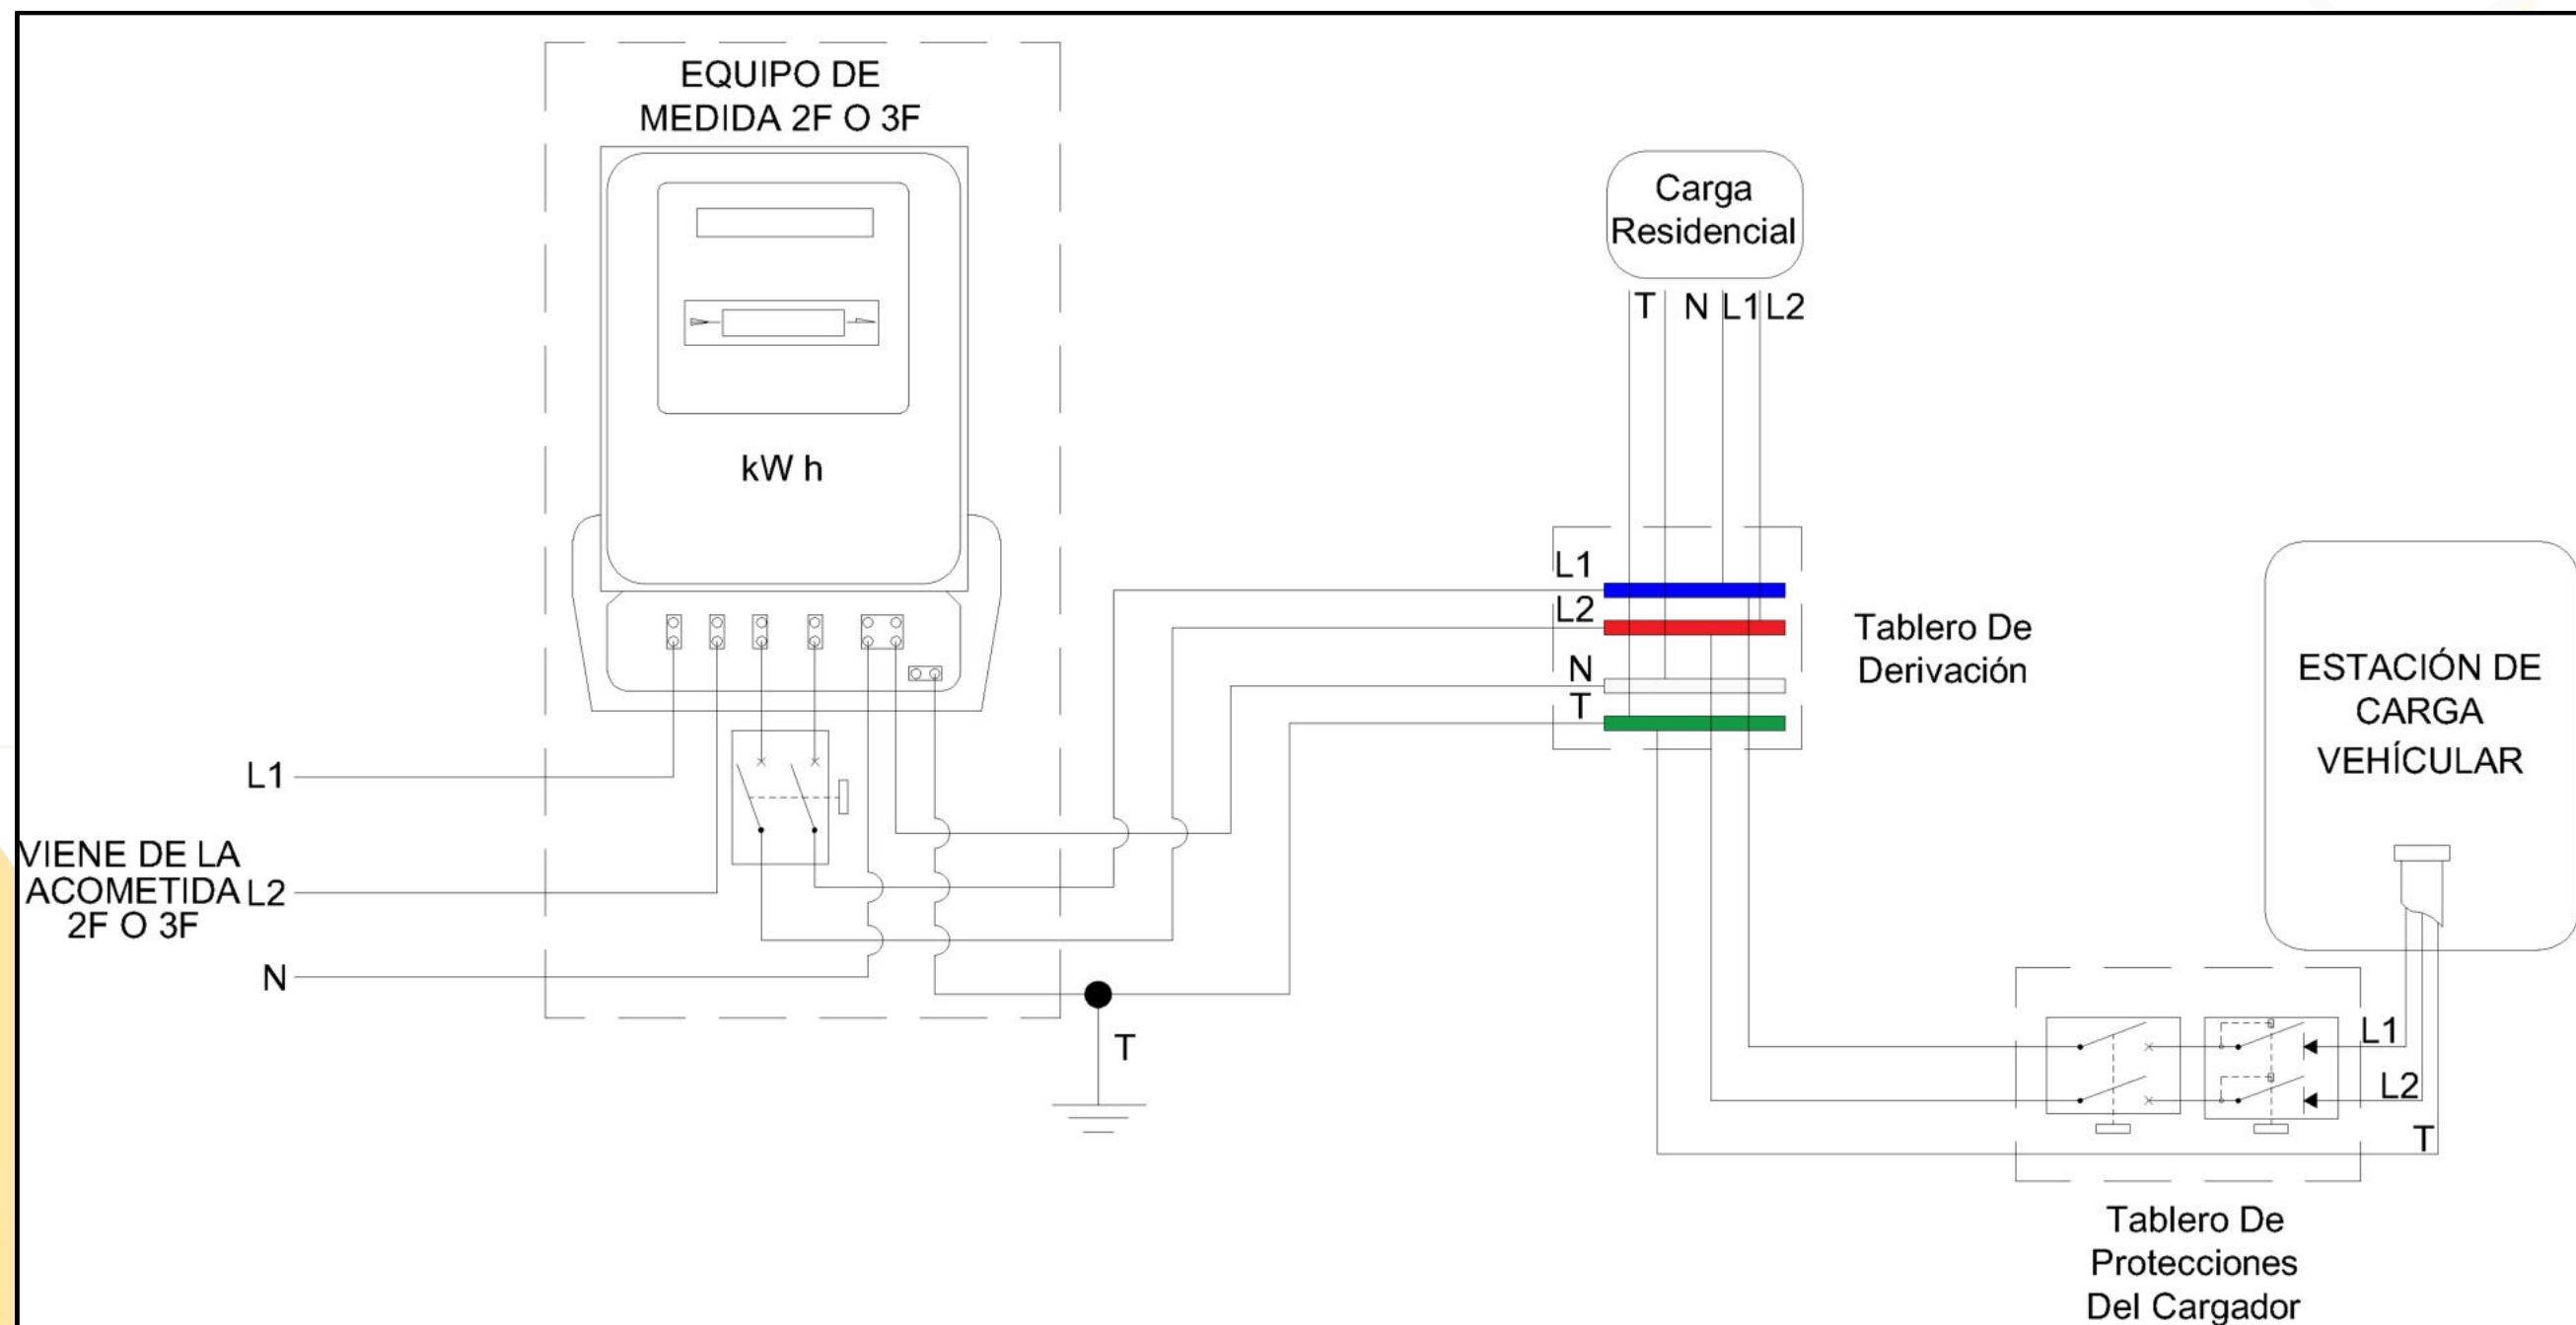 EQUIPO DE
MEDIDA 2F O 3F
kW h
L1
VIENE DE LA
ACOMETIDA
2F O 3F
L2
N
T
Carga
Residencial
T N L1 L2
L1
L2
N
T
Tablero De
Derivación
ESTACIÓN DE
CARGA
VEHÍCULAR
L1
L2
T
Tablero De
Protecciones
Del Cargador